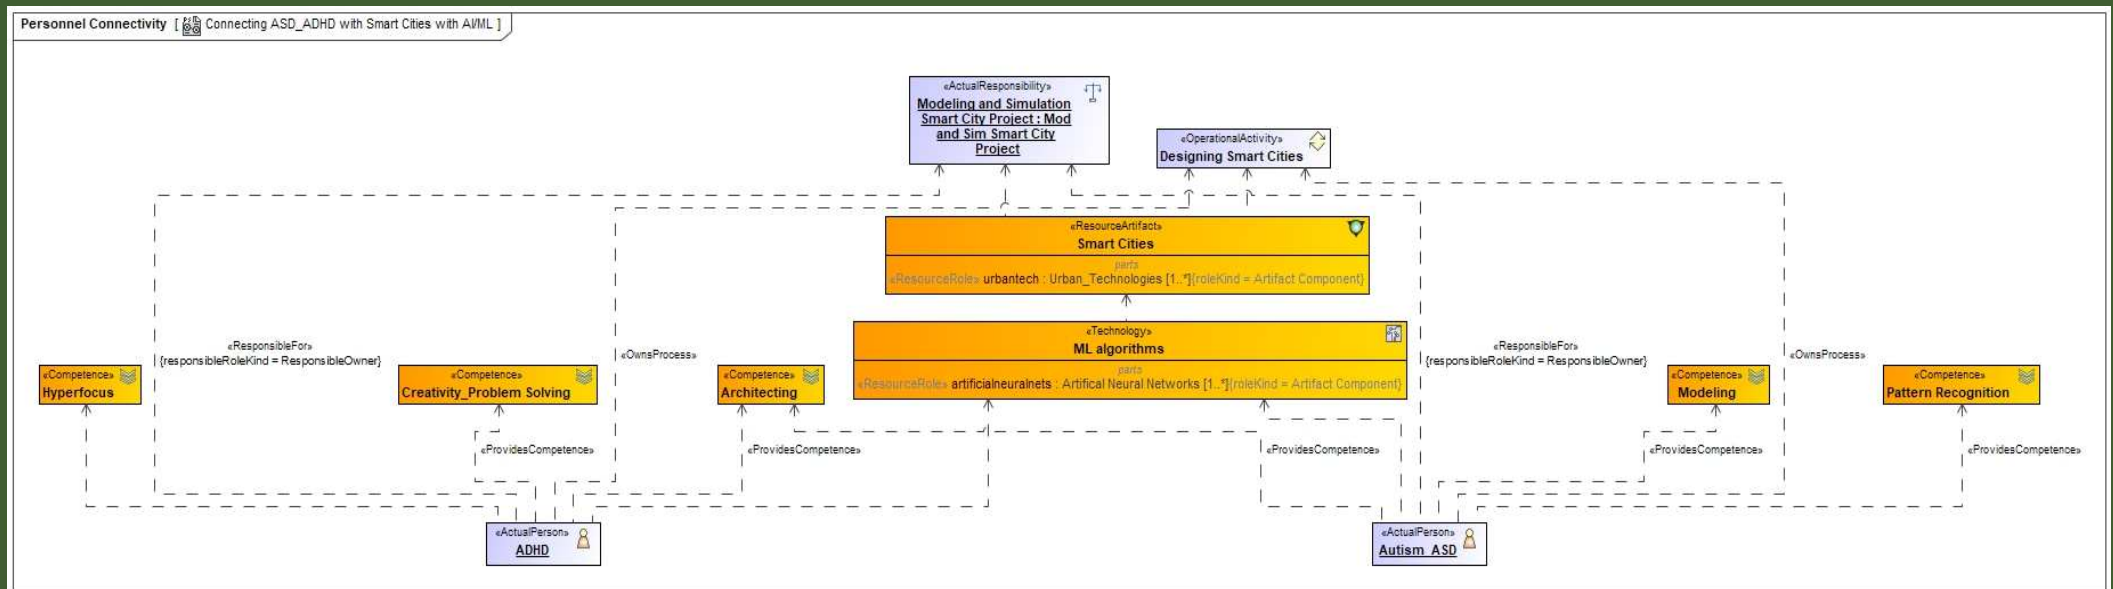 Personnel Connectivity [ Connecting ASD_ADHD with Smart Cities with AI/ML ]
«ActualResponsibility»
Modeling and Simulation
Smart City Project : Mod
and Sim Smart City
Project
«OperationalActivity»
Designing Smart Cities
«ResourceArtifact»
Smart Cities
parts
«ResourceRole» urbantech : Urban_Technologies [1..*]{roleKind = Artifact Component}
«Technology»
ML algorithms
parts
«ResourceRole» artificialneuralnets : Artifical Neural Networks [1..*]{roleKind = Artifact Component}
«ResponsibleFor»
{responsibleRoleKind = ResponsibleOwner}
«OwnsProcess»
«ResponsibleFor»
{responsibleRoleKind = ResponsibleOwner}
«OwnsProcess»
«Competence»
Hyperfocus
«Competence»
Creativity_Problem Solving
«Competence»
Architecting
«Competence»
Modeling
«Competence»
Pattern Recognition
«ProvidesCompetence»
«ProvidesCompetence»
«ProvidesCompetence»
«ProvidesCompetence»
«ProvidesCompetence»
«ActualPerson»
ADHD
«ActualPerson»
Autism_ASD